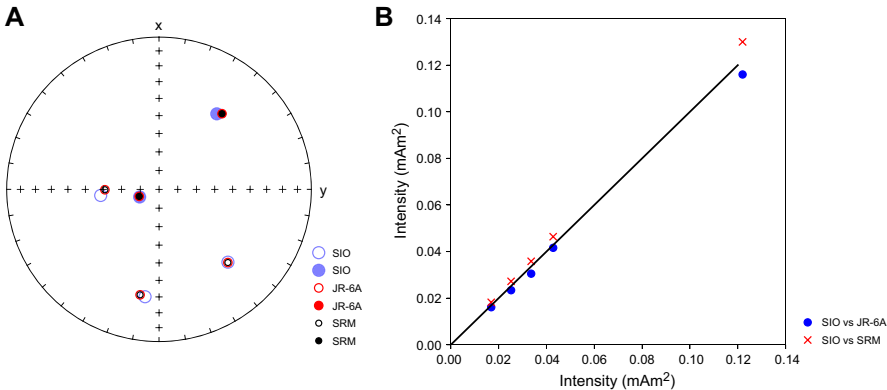 A
x
y
SIO
SIO
JR-6A
JR-6A
SRM
SRM
B
0.14
0.12
0.10
0.08
0.06
0.04
0.02
0.00
Intensity (mAm²)
0.00 0.02 0.04 0.06 0.08 0.10 0.12 0.14
Intensity (mAm²)
SIO vs JR-6A
SIO vs SRM